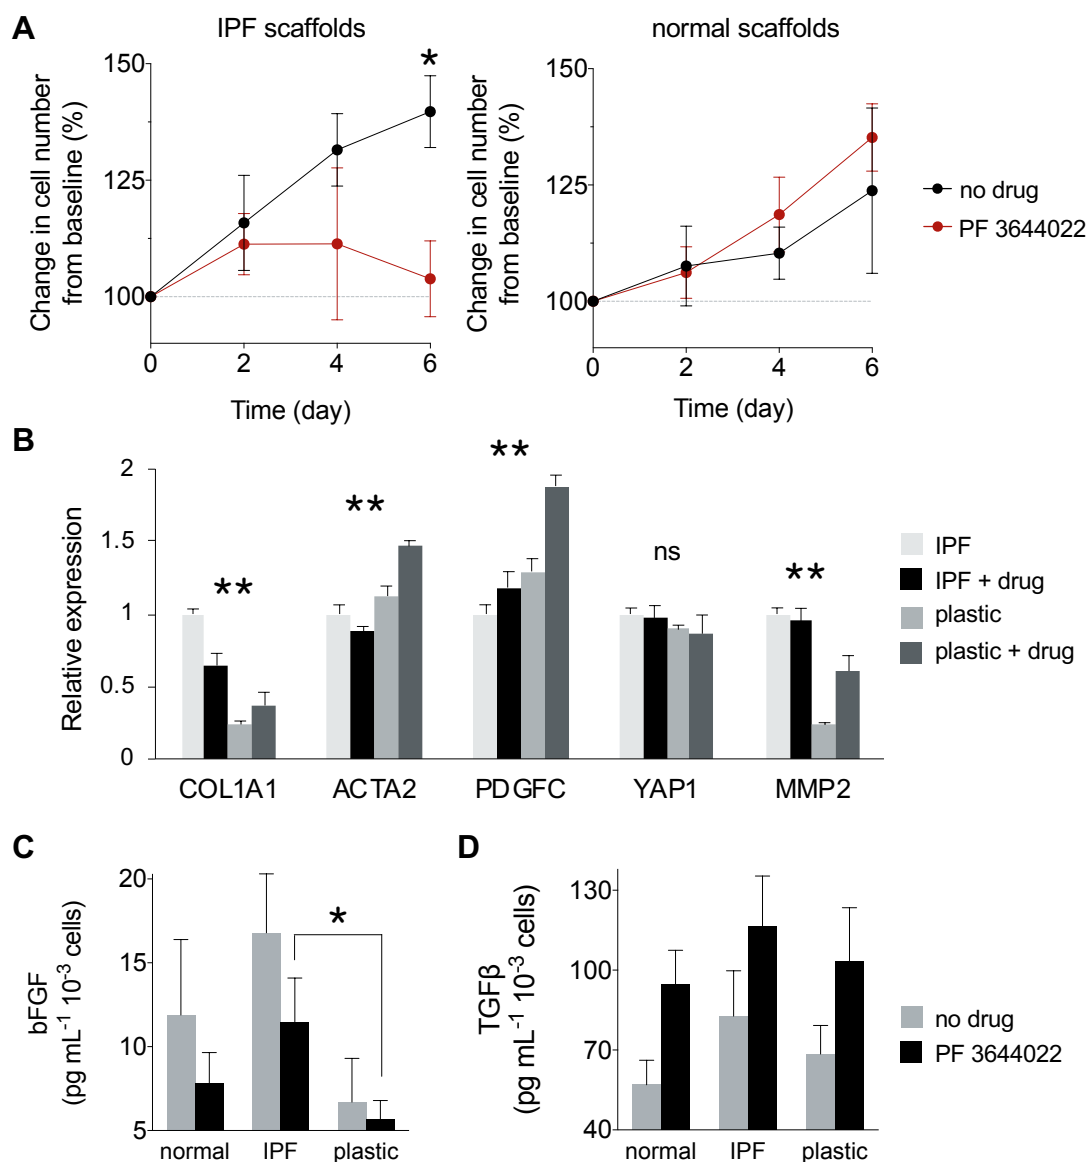 A
IPF scaffolds
normal scaffolds
Change in cell number
from baseline (%)
150
125
100
*
0 2 4 6
Time (day)
Change in cell number
from baseline (%)
150
125
100
0 2 4 6
Time (day)
no drug
PF 3644022
B
Relative expression
2
1.5
1
0.5
0
**
**
**
ns
**
COL1A1 ACTA2 PDGFC YAP1 MMP2
IPF
IPF + drug
plastic
plastic + drug
C
bFGF
(pg mL⁻¹ 10⁻³ cells)
20
15
10
5
*
normal IPF plastic
D
TGFβ
(pg mL⁻¹ 10⁻³ cells)
130
100
70
40
normal IPF plastic
no drug
PF 3644022